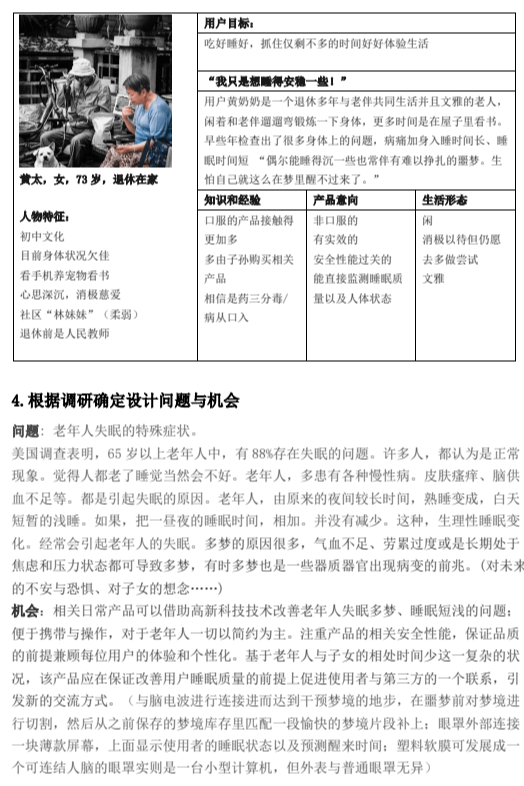 用户目标：
吃好睡好，抓住仅剩不多的时间好好体验生活
“我只是想睡得安稳一些！”
用户黄奶奶是一个退休多年与老伴共同生活并且文雅的老人，
闲着和老伴遛遛弯锻炼一下身体，更多时间是在屋子里看书。
早些年检查出了很多身体上的问题，病痛加身入睡时间长、睡
眠时间短 “偶尔能睡得沉一些也常伴有难以挣扎的噩梦。生
怕自己就这么在梦里醒不过来了。”
黄太，女，73 岁，退休在家
人物特征：
初中文化
目前身体状况欠佳
看手机养宠物看书
心思深沉，消极慈爱
社区“林妹妹”（柔弱）
退休前是人民教师
知识和经验
口服的产品接触得
更加多
多由子孙购买相关
产品
相信是药三分毒/
病从口入
产品意向
非口服的
有实效的
安全性能过关的
能直接监测睡眠质
量以及人体状态
生活形态
闲
消极以待但仍愿
去多做尝试
文雅
4.根据调研确定设计问题与机会
问题：老年人失眠的特殊症状。
美国调查表明，65 岁以上老年人中，有 88%存在失眠的问题。许多人，都认为是正常
现象。觉得人都老了睡觉当然会不好。老年人，多患有各种慢性病。皮肤瘙痒、脑供
血不足等。都是引起失眠的原因。老年人，由原来的夜间较长时间，熟睡变成，白天
短暂的浅睡。如果，把一昼夜的睡眠时间，相加。并没有减少。这种，生理性睡眠变
化。经常会引起老年人的失眠。多梦的原因很多，气血不足、劳累过度或是长期处于
焦虑和压力状态都可导致多梦，有时多梦也是一些器质器官出现病变的前兆。(对未来
的不安与恐惧、对子女的想念……)
机会：相关日常产品可以借助高新科技技术改善老年人失眠多梦、睡眠短浅的问题；
便于携带与操作，对于老年人一切以简约为主。注重产品的相关安全性能，保证品质
的前提兼顾每位用户的体验和个性化。基于老年人与子女的相处时间少这一复杂的状
况，该产品应在保证改善用户睡眠质量的前提上促进使用者与第三方的一个联系，引
发新的交流方式。（与脑电波进行连接进而达到干预梦境的地步，在噩梦前对梦境进
行切割，然后从之前保存的梦境库存里匹配一段愉快的梦境片段补上；眼罩外部连接
一块薄款屏幕，上面显示使用者的睡眠状态以及预测醒来时间；塑料软膜可发展成一
个可连结人脑的眼罩实则是一台小型计算机，但外表与普通眼罩无异）